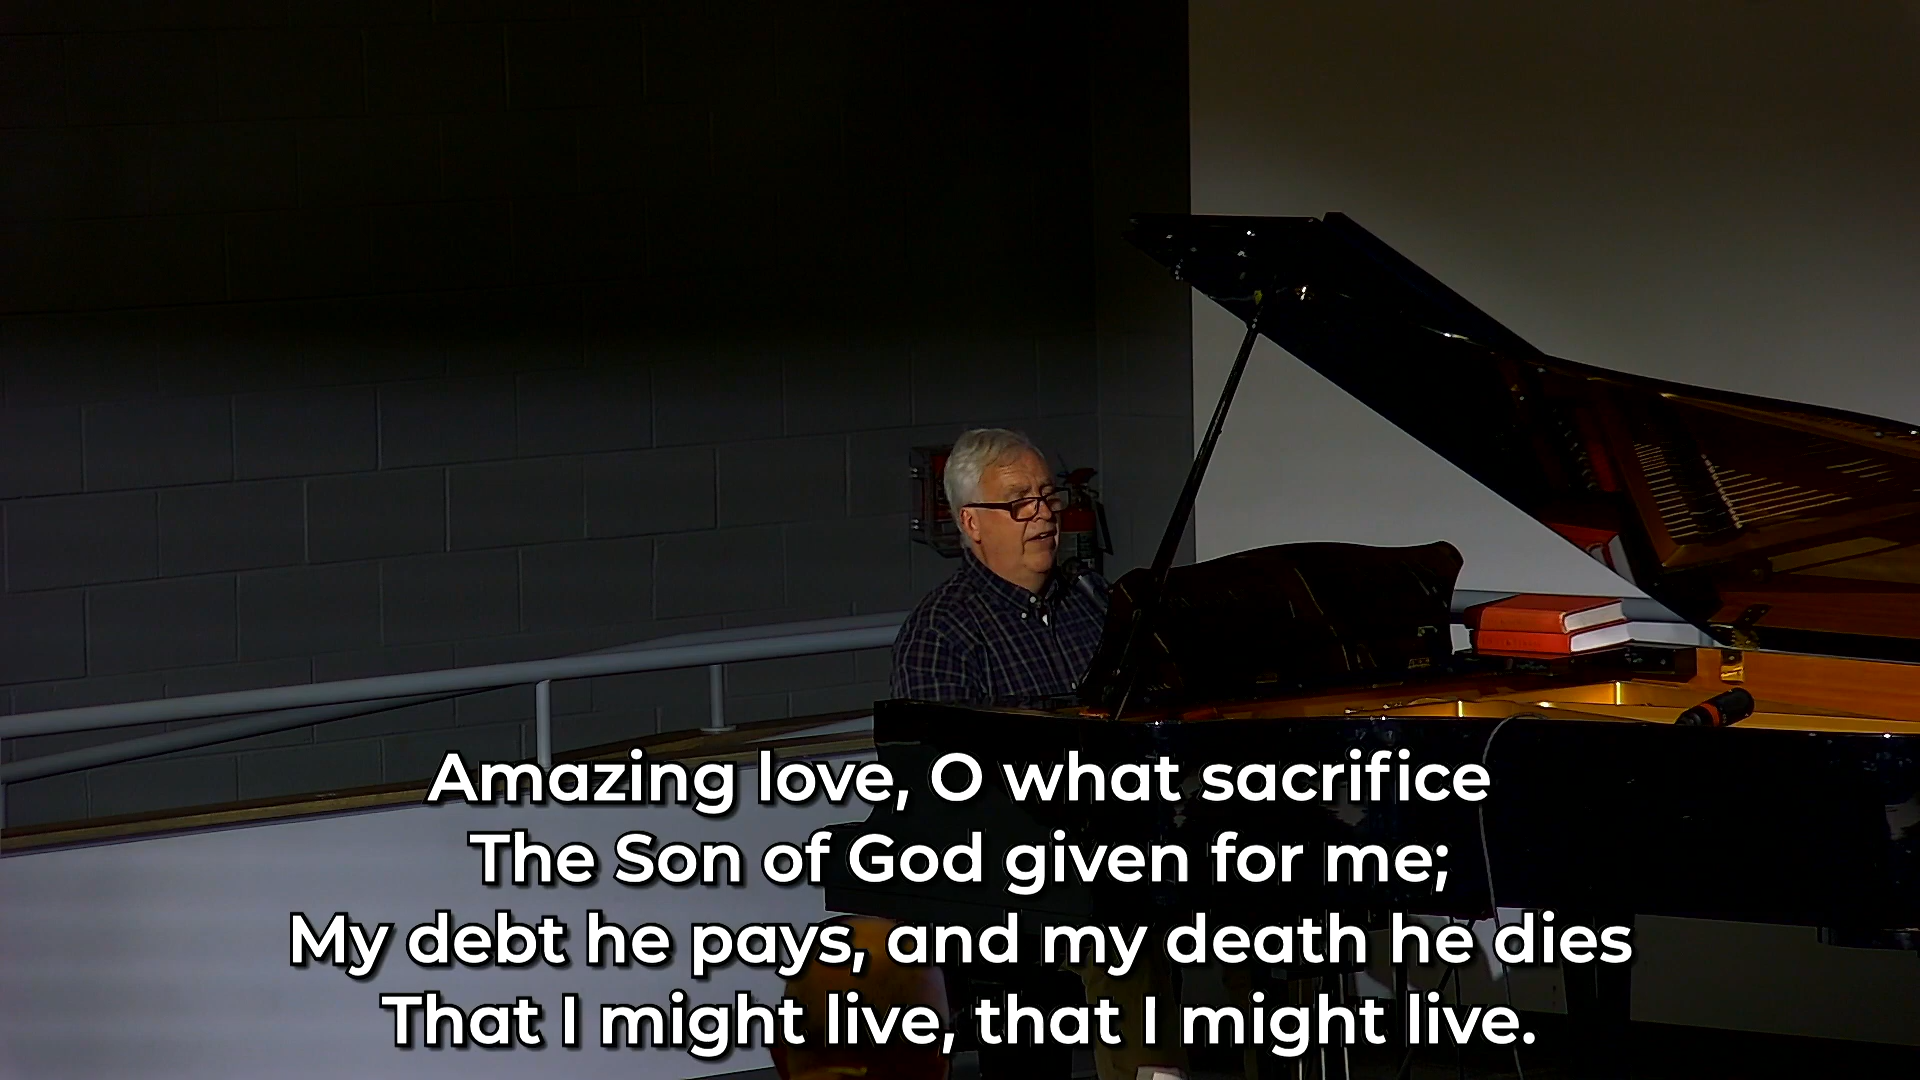 Amazing love, O what sacrifice
The Son of God given for me;
My debt he pays, and my death he dies
That I might live, that I might live.